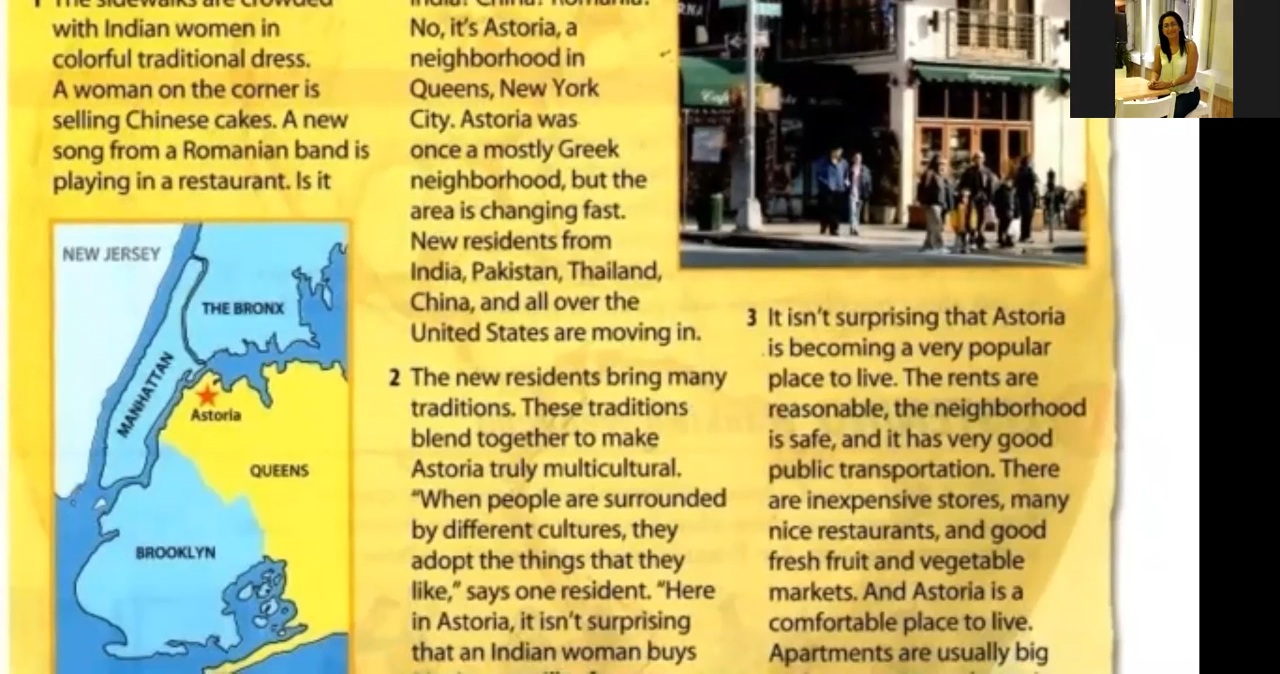 1 The sidewalks are crowded
with Indian women in
colorful traditional dress.
A woman on the corner is
selling Chinese cakes. A new
song from a Romanian band is
playing in a restaurant. Is it
India? China? Romania?
No, it's Astoria, a
neighborhood in
Queens, New York
City. Astoria was
once a mostly Greek
neighborhood, but the
area is changing fast.
New residents from
India, Pakistan, Thailand,
China, and all over the
United States are moving in.
2 The new residents bring many
traditions. These traditions
blend together to make
Astoria truly multicultural.
"When people are surrounded
by different cultures, they
adopt the things that they
like," says one resident. "Here
in Astoria, it isn't surprising
that an Indian woman buys
3 It isn't surprising that Astoria
is becoming a very popular
place to live. The rents are
reasonable, the neighborhood
is safe, and it has very good
public transportation. There
are inexpensive stores, many
nice restaurants, and good
fresh fruit and vegetable
markets. And Astoria is a
comfortable place to live.
Apartments are usually big
NEW JERSEY
THE BRONX
MANHATTAN
Astoria
QUEENS
BROOKLYN